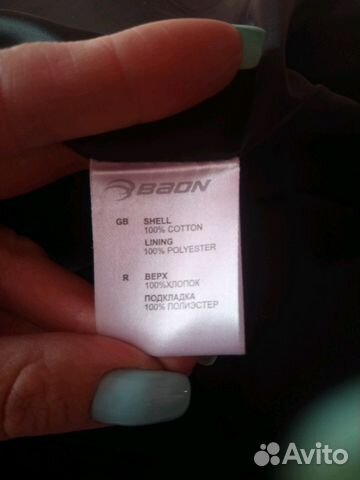 BAON
GB SHELL
100% COTTON
LINING
100% POLYESTER
R ВЕРХ
100%ХЛОПОК
ПОДКЛАДКА
100% ПОЛИЭСТЕР
Avito